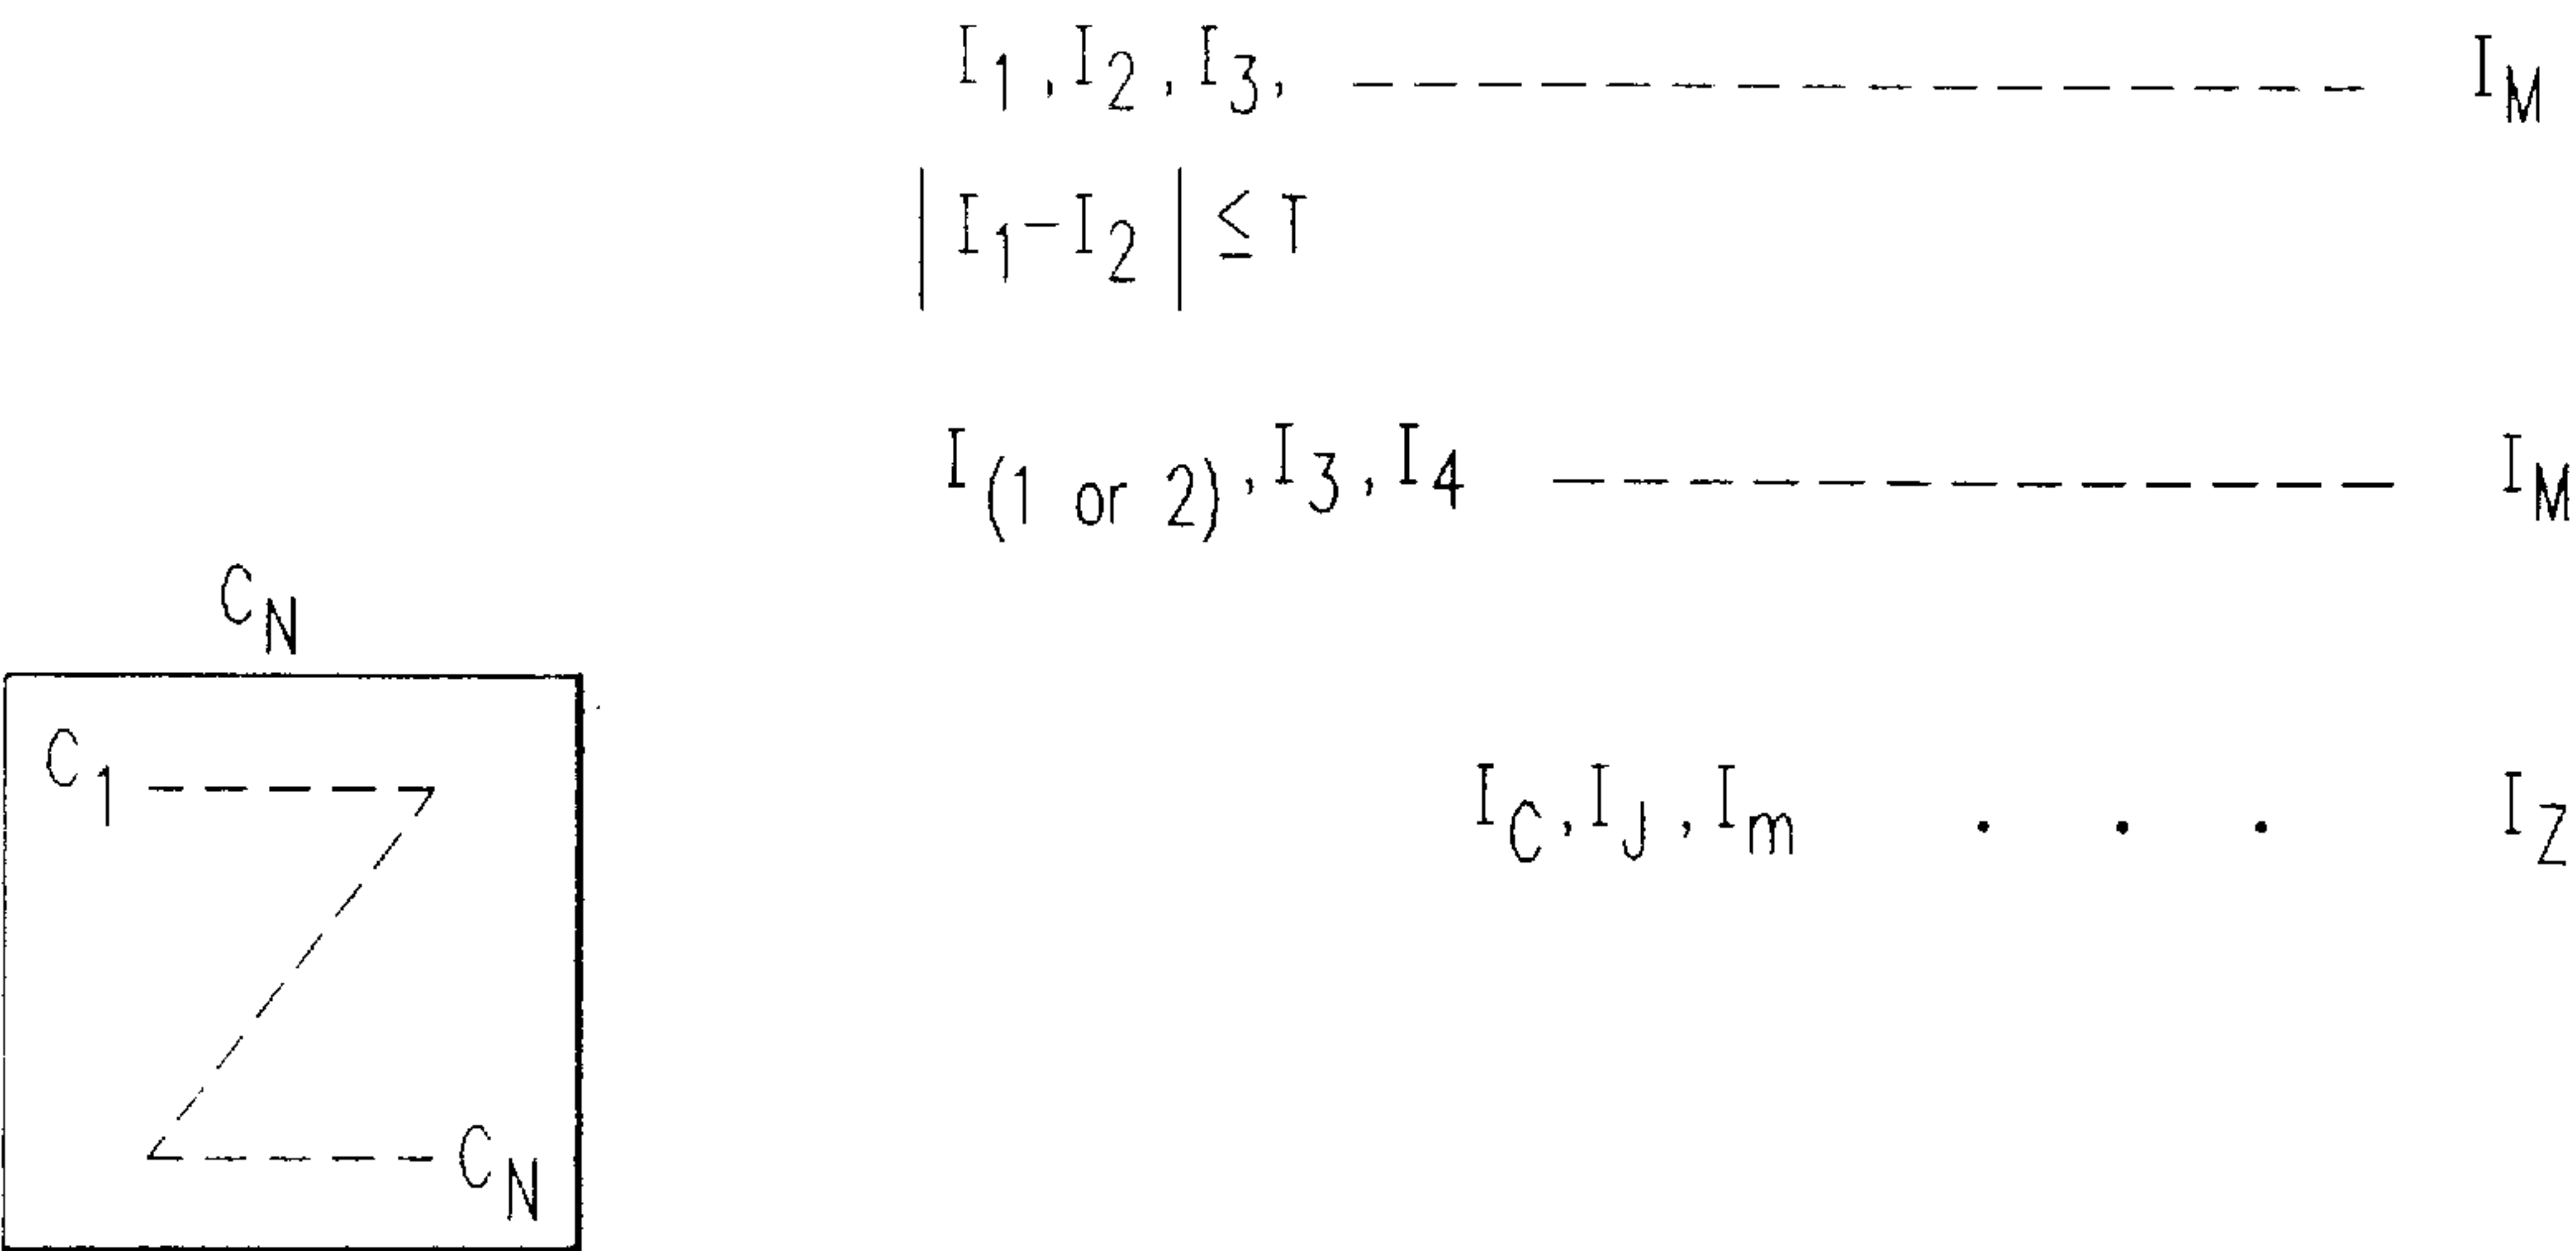 I1, I2, I3, — — — — — — — — — — — — — — — — IM
| I1-I2 | ≤ T
I(1 or 2), I3, I4 — — — — — — — — — — — — — IM
CN
C1
IC, IJ, Im . . . IZ
CN